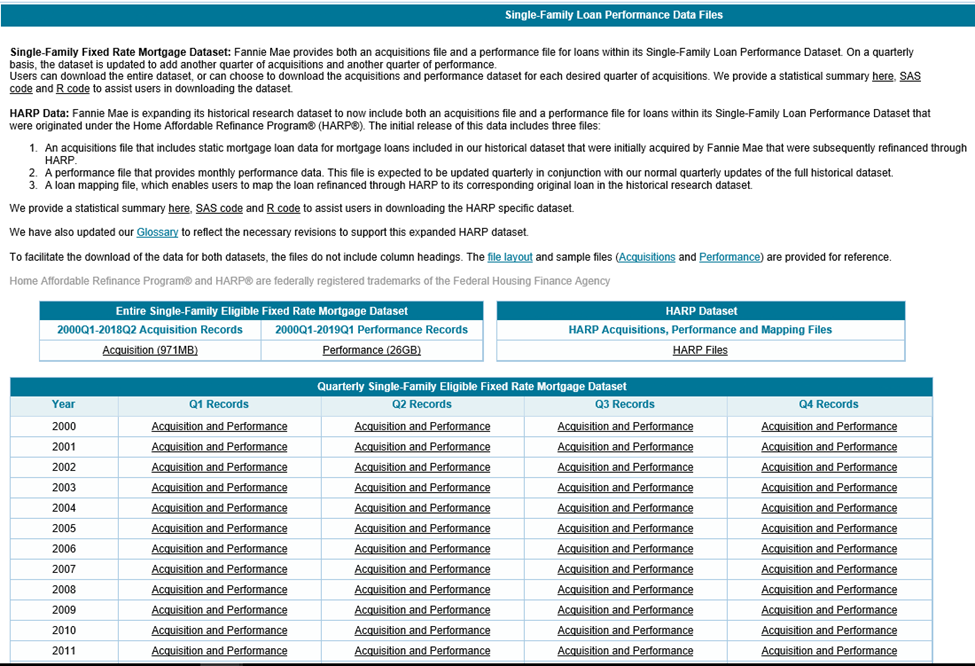 Single-Family Loan Performance Data Files
Single-Family Fixed Rate Mortgage Dataset: Fannie Mae provides both an acquisitions file and a performance file for loans within its Single-Family Loan Performance Dataset. On a quarterly
basis, the dataset is updated to add another quarter of acquisitions and another quarter of performance.
Users can download the entire dataset, or can choose to download the acquisitions and performance dataset for each desired quarter of acquisitions. We provide a statistical summary here, SAS
code and R code to assist users in downloading the dataset.
HARP Data: Fannie Mae is expanding its historical research dataset to now include both an acquisitions file and a performance file for loans within its Single-Family Loan Performance Dataset that
were originated under the Home Affordable Refinance Program® (HARP®). The initial release of this data includes three files:
1. An acquisitions file that includes static mortgage loan data for mortgage loans included in our historical dataset that were initially acquired by Fannie Mae that were subsequently refinanced through
HARP.
2. A performance file that provides monthly performance data. This file is expected to be updated quarterly in conjunction with our normal quarterly updates of the full historical dataset.
3. A loan mapping file, which enables users to map the loan refinanced through HARP to its corresponding original loan in the historical research dataset.
We provide a statistical summary here, SAS code and R code to assist users in downloading the HARP specific dataset.
We have also updated our Glossary to reflect the necessary revisions to support this expanded HARP dataset.
To facilitate the download of the data for both datasets, the files do not include column headings. The file layout and sample files (Acquisitions and Performance) are provided for reference.
Home Affordable Refinance Program® and HARP® are federally registered trademarks of the Federal Housing Finance Agency
Entire Single-Family Eligible Fixed Rate Mortgage Dataset
2000Q1-2018Q2 Acquisition Records 2000Q1-2019Q1 Performance Records
Acquisition (971MB) Performance (26GB)
HARP Dataset
HARP Acquisitions, Performance and Mapping Files
HARP Files
Quarterly Single-Family Eligible Fixed Rate Mortgage Dataset
Year Q1 Records Q2 Records Q3 Records Q4 Records
2000 Acquisition and Performance Acquisition and Performance Acquisition and Performance Acquisition and Performance
2001 Acquisition and Performance Acquisition and Performance Acquisition and Performance Acquisition and Performance
2002 Acquisition and Performance Acquisition and Performance Acquisition and Performance Acquisition and Performance
2003 Acquisition and Performance Acquisition and Performance Acquisition and Performance Acquisition and Performance
2004 Acquisition and Performance Acquisition and Performance Acquisition and Performance Acquisition and Performance
2005 Acquisition and Performance Acquisition and Performance Acquisition and Performance Acquisition and Performance
2006 Acquisition and Performance Acquisition and Performance Acquisition and Performance Acquisition and Performance
2007 Acquisition and Performance Acquisition and Performance Acquisition and Performance Acquisition and Performance
2008 Acquisition and Performance Acquisition and Performance Acquisition and Performance Acquisition and Performance
2009 Acquisition and Performance Acquisition and Performance Acquisition and Performance Acquisition and Performance
2010 Acquisition and Performance Acquisition and Performance Acquisition and Performance Acquisition and Performance
2011 Acquisition and Performance Acquisition and Performance Acquisition and Performance Acquisition and Performance